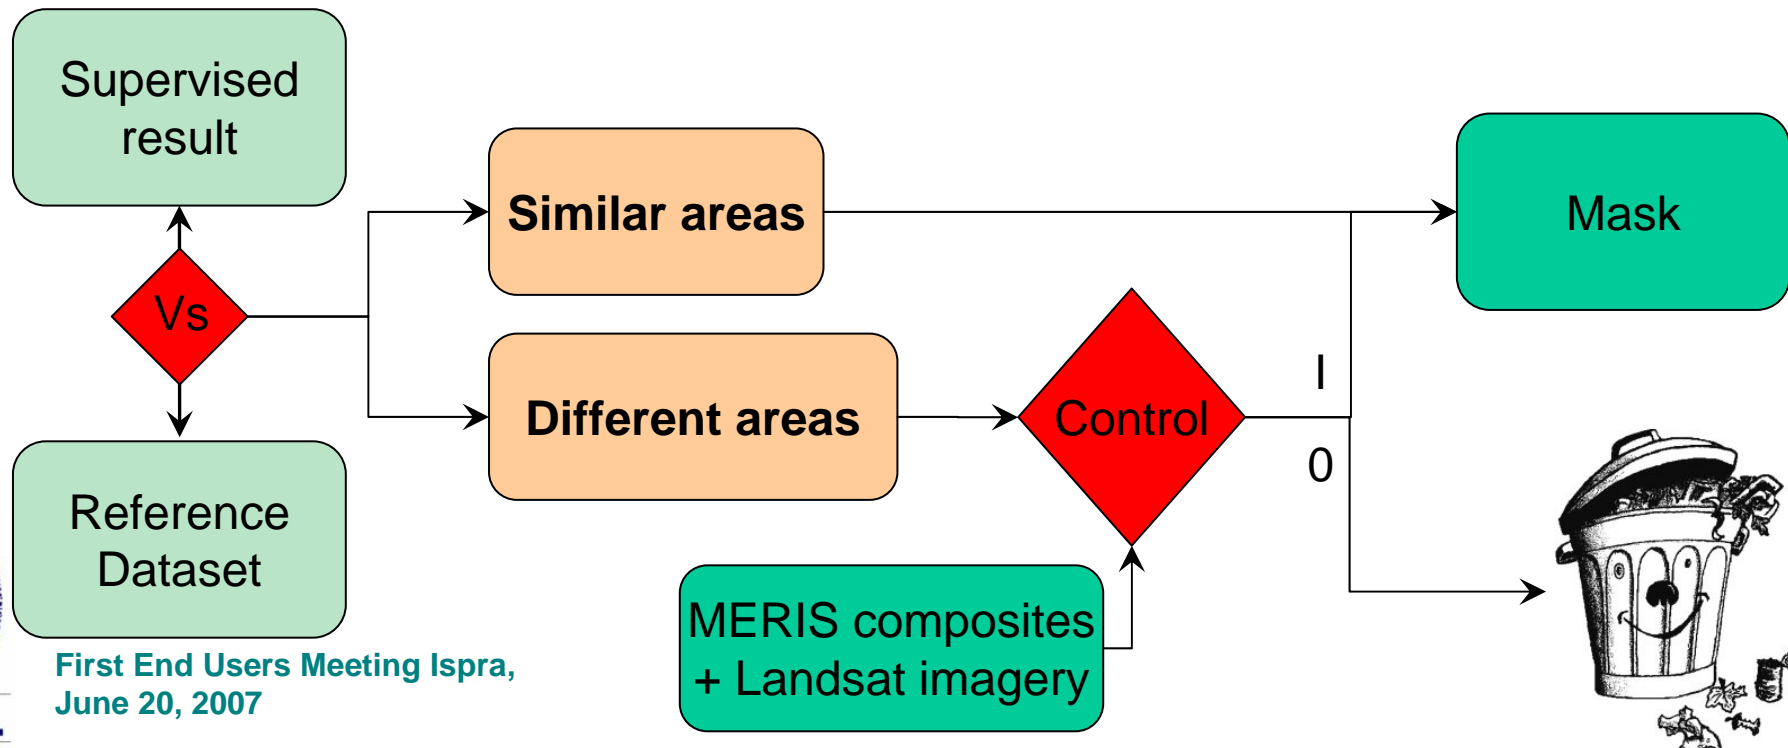 Supervised
result
Vs
Reference
Dataset
Similar areas
Different areas
Control
I
0
Mask
MERIS composites
+ Landsat imagery
First End Users Meeting Ispra,
June 20, 2007